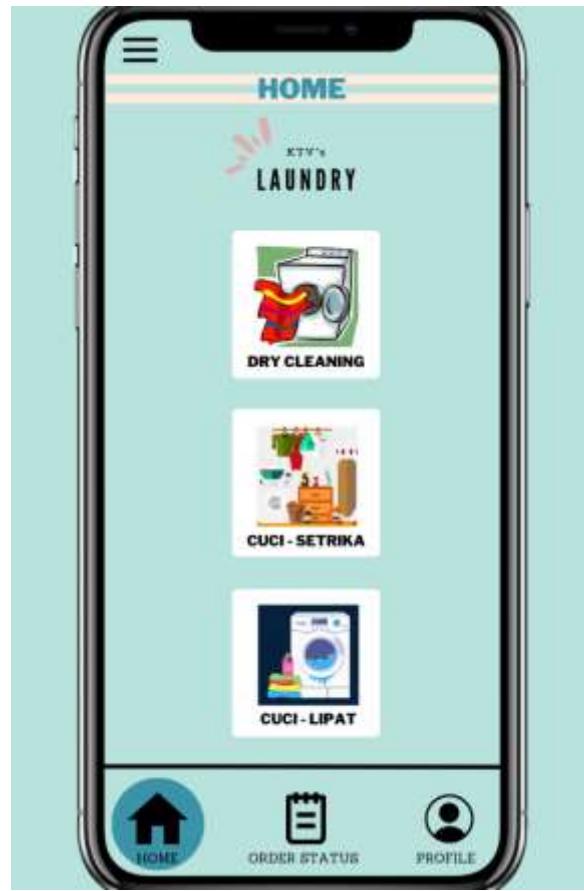 HOME
KTV's
LAUNDRY
DRY CLEANING
CUCI - SETRIKA
CUCI - LIPAT
HOME
ORDER STATUS
PROFILE